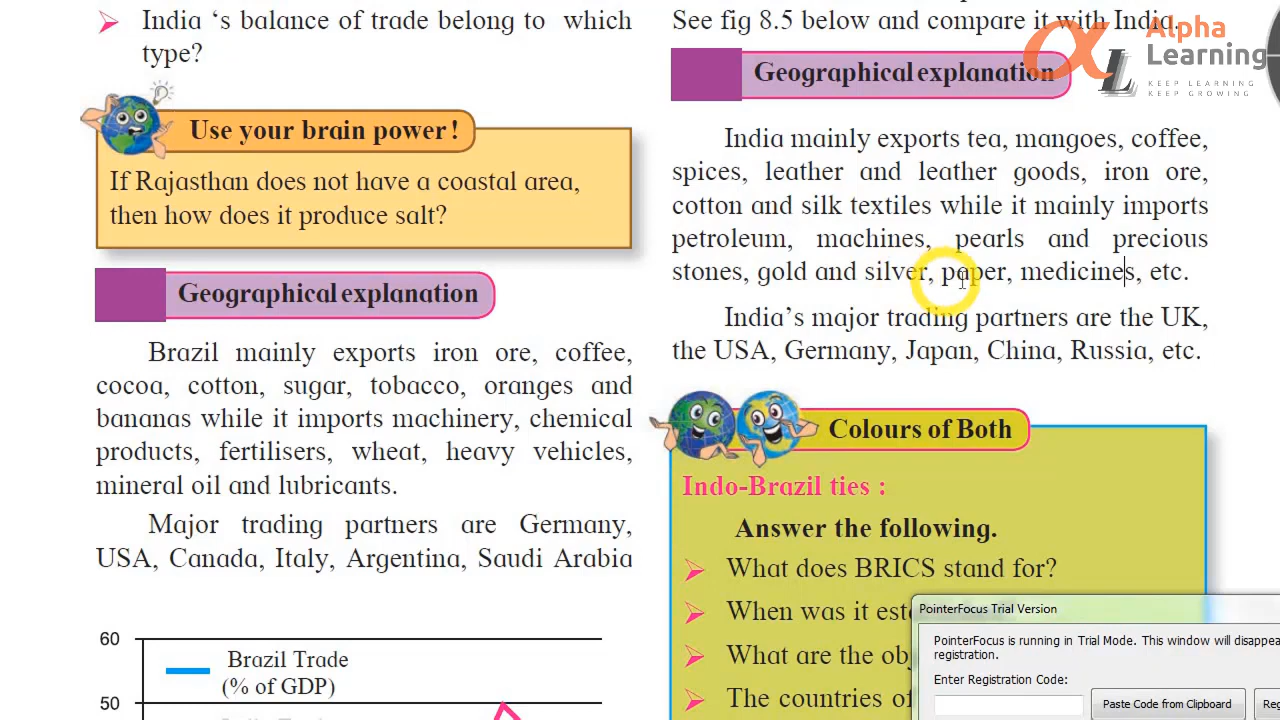 India ‘s balance of trade belong to which
type?
Use your brain power !
If Rajasthan does not have a coastal area,
then how does it produce salt?
Geographical explanation
Brazil mainly exports iron ore, coffee,
cocoa, cotton, sugar, tobacco, oranges and
bananas while it imports machinery, chemical
products, fertilisers, wheat, heavy vehicles,
mineral oil and lubricants.
Major trading partners are Germany,
USA, Canada, Italy, Argentina, Saudi Arabia
60
Brazil Trade
(% of GDP)
50
See fig 8.5 below and compare it with India.
Alpha
Learning
KEEP LEARNING
KEEP GROWING
Geographical explanation
India mainly exports tea, mangoes, coffee,
spices, leather and leather goods, iron ore,
cotton and silk textiles while it mainly imports
petroleum, machines, pearls and precious
stones, gold and silver, paper, medicines, etc.
India’s major trading partners are the UK,
the USA, Germany, Japan, China, Russia, etc.
Colours of Both
Indo-Brazil ties :
Answer the following.
What does BRICS stand for?
When was it
What are the
The countries of
PointerFocus Trial Version
PointerFocus is running in Trial Mode. This window will
registration.
Enter Registration Code:
Paste Code from Clipboard